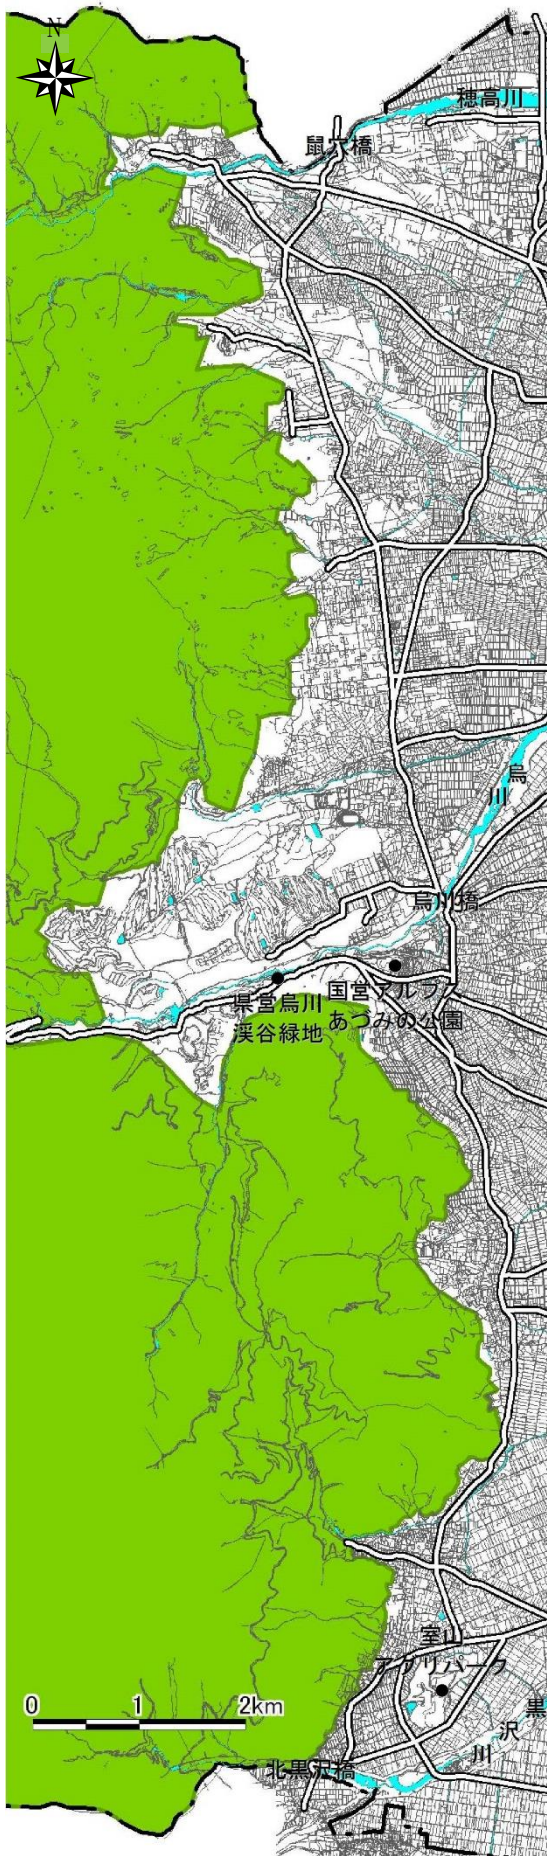 N
穂高川
鼠穴橋
烏
川
烏川橋
県営烏川
渓谷緑地
国営アルプス
あづみの公園
室山
アグリパーク
0 1 2km
黒
沢
川
北黒沢橋